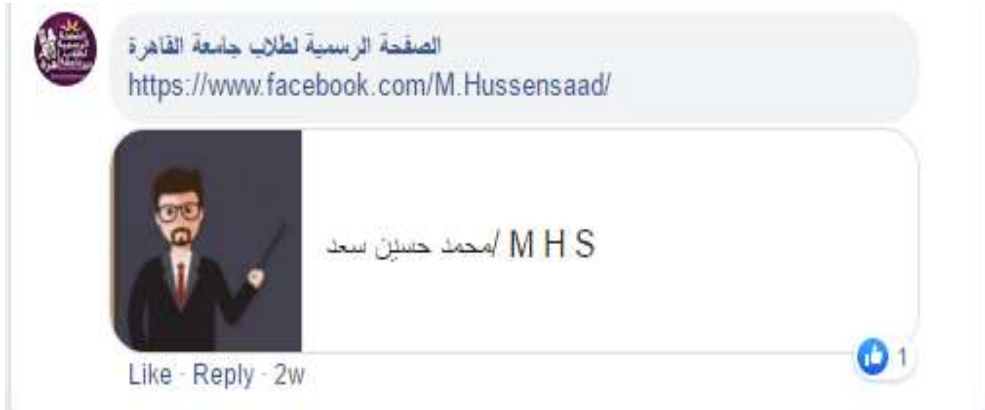 الصفحة الرسمية لطلاب جامعة القاهرة
https://www.facebook.com/M.Hussensaad/
M H S /محمد حسين سعد
Like · Reply · 2w
1